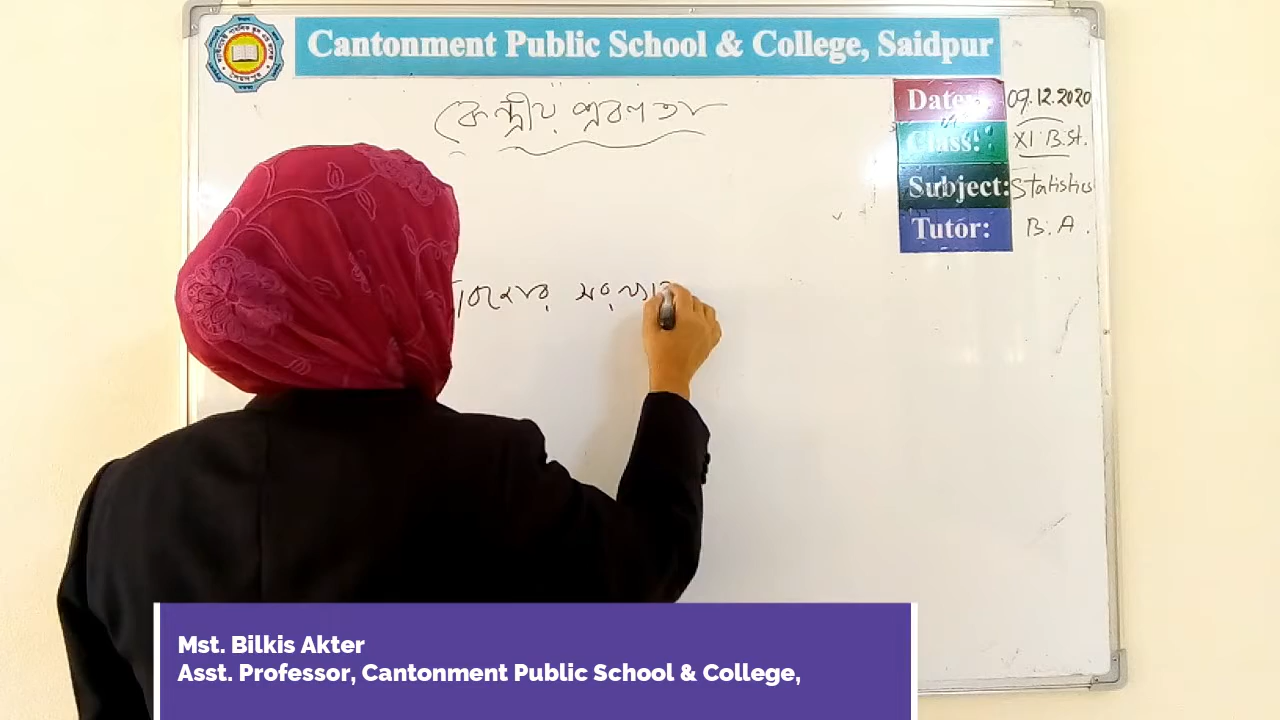 Cantonment Public School & College, Saidpur
কেন্দ্রীয় প্রবণতা
Date: 07.12.2020
Class: XI B.St.
Subject: Statistics
Tutor: B.A.
Mst. Bilkis Akter
Asst. Professor, Cantonment Public School & College,